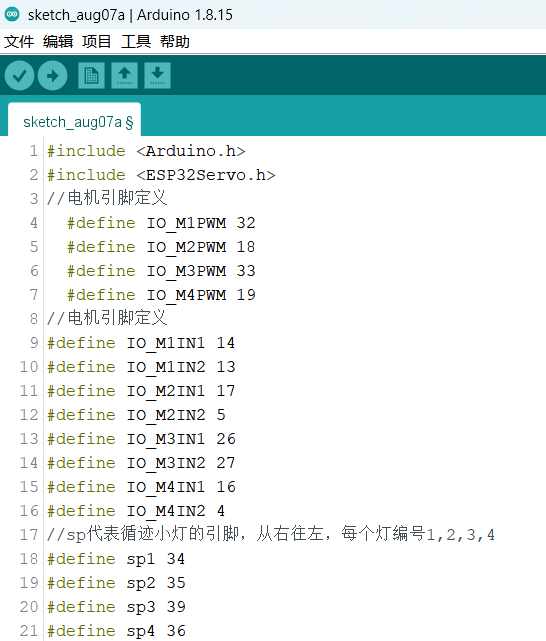 sketch_aug07a | Arduino 1.8.15
文件 编辑 项目 工具 帮助
sketch_aug07a §
1 #include <Arduino.h>
2 #include <ESP32Servo.h>
3 //电机引脚定义
4   #define IO_M1PWM 32
5   #define IO_M2PWM 18
6   #define IO_M3PWM 33
7   #define IO_M4PWM 19
8 //电机引脚定义
9 #define IO_M1IN1 14
10 #define IO_M1IN2 13
11 #define IO_M2IN1 17
12 #define IO_M2IN2 5
13 #define IO_M3IN1 26
14 #define IO_M3IN2 27
15 #define IO_M4IN1 16
16 #define IO_M4IN2 4
17 //sp代表循迹小灯的引脚，从右往左，每个灯编号1,2,3,4
18 #define sp1 34
19 #define sp2 35
20 #define sp3 39
21 #define sp4 36